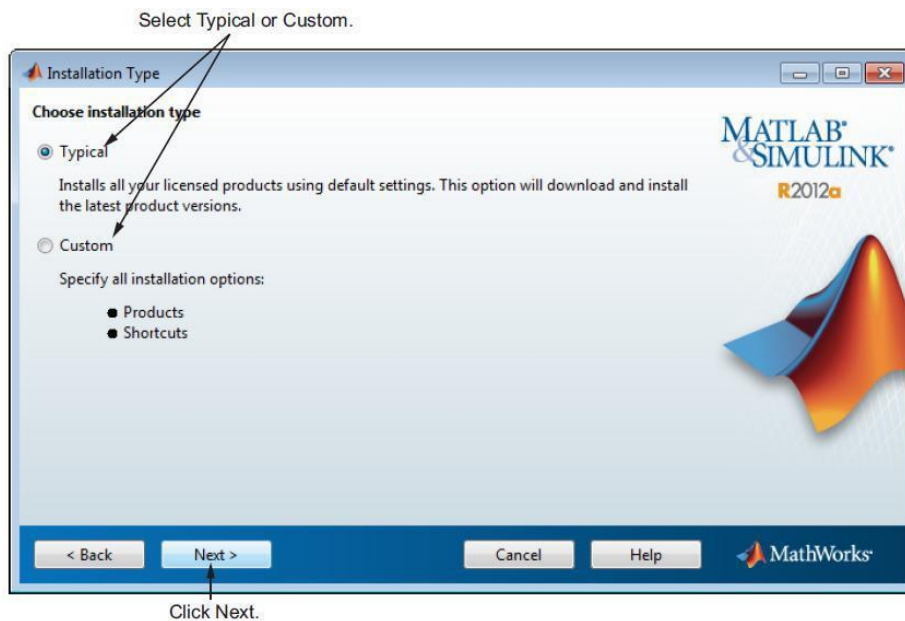 Select Typical or Custom.
Installation Type
Choose installation type
Typical
Installs all your licensed products using default settings. This option will download and install
the latest product versions.
Custom
Specify all installation options:
● Products
● Shortcuts
MATLAB®
&SIMULINK®
R2012a
< Back
Next >
Cancel
Help
MathWorks®
Click Next.